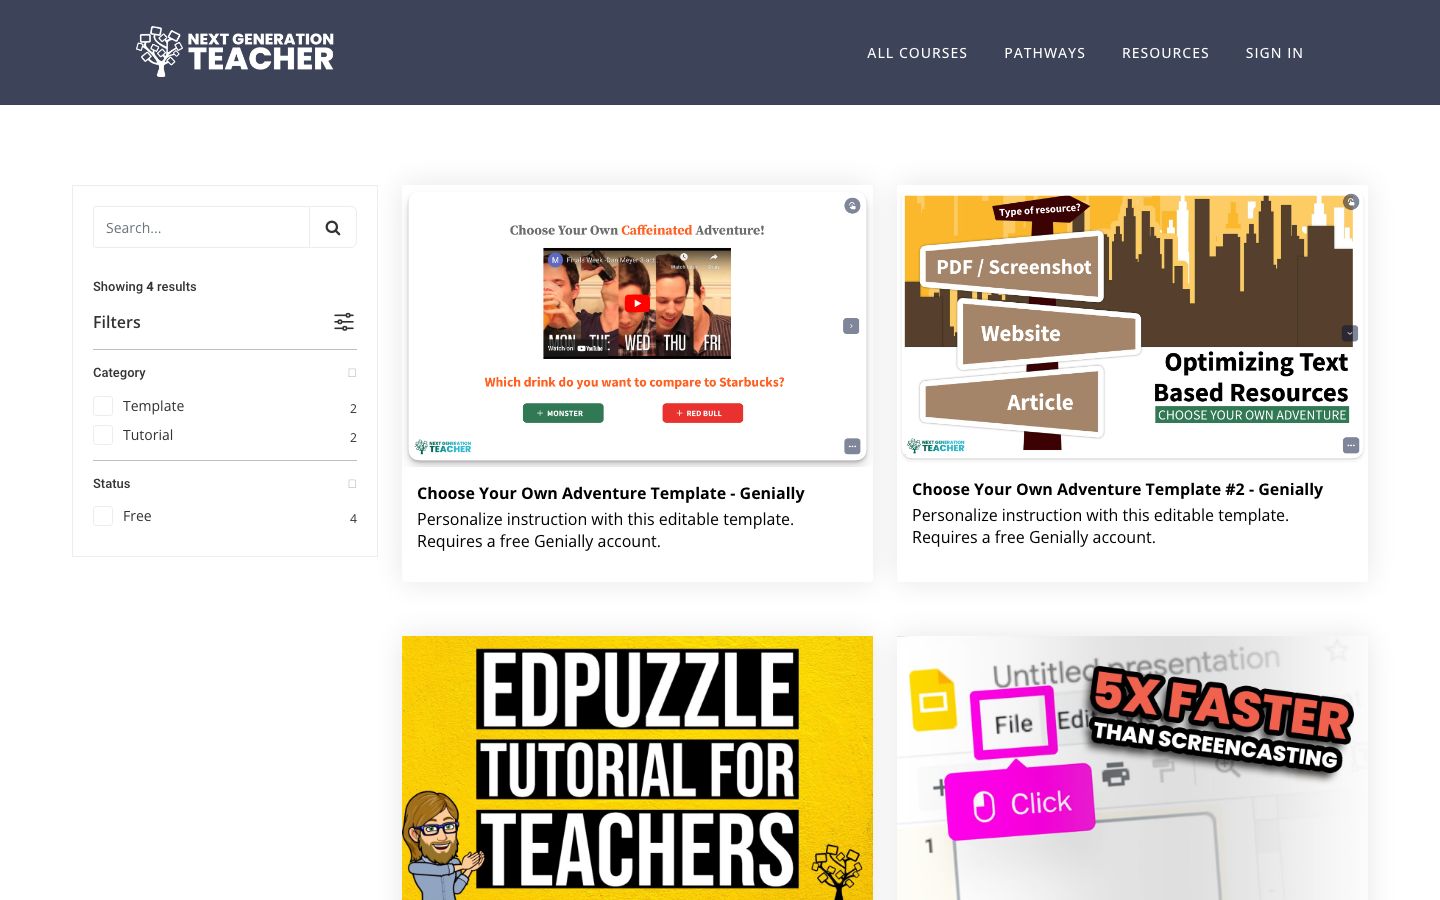 NEXT GENERATION
TEACHER
ALL COURSES
PATHWAYS
RESOURCES
SIGN IN
Search...
Showing 4 results
Filters
Category
Template
2
Tutorial
2
Status
Free
4
Choose Your Own Caffeinated Adventure!
M
Finals Week -Dan Meyer 3-act...
MON TUE WED THU FRI
Watch on YouTube
Which drink do you want to compare to Starbucks?
+ MONSTER
+ RED BULL
NEXT GENERATION
TEACHER
Choose Your Own Adventure Template - Genially
Personalize instruction with this editable template.
Requires a free Genially account.
Type of resource?
PDF / Screenshot
Website
Article
Optimizing Text
Based Resources
CHOOSE YOUR OWN ADVENTURE
NEXT GENERATION
TEACHER
Choose Your Own Adventure Template #2 - Genially
Personalize instruction with this editable template.
Requires a free Genially account.
EDPUZZLE
TUTORIAL FOR
TEACHERS
Untitled presentation
File
Edi
5X FASTER
THAN SCREENCASTING
+
Click
1